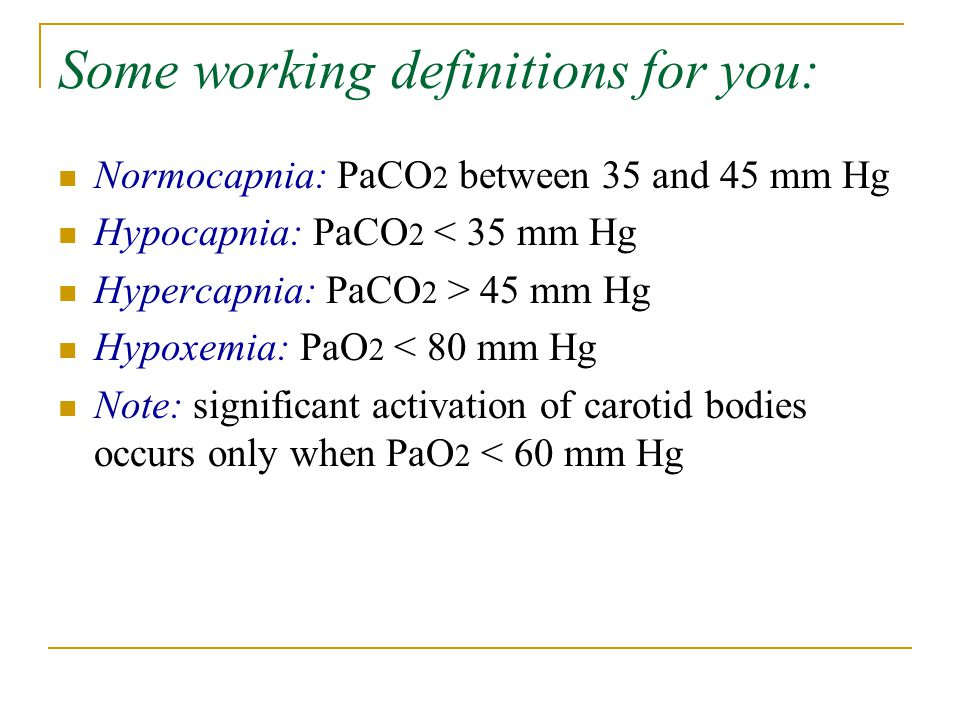 Some working definitions for you:
Normocapnia: PaCO2 between 35 and 45 mm Hg
Hypocapnia: PaCO2 < 35 mm Hg
Hypercapnia: PaCO2 > 45 mm Hg
Hypoxemia: PaO2 < 80 mm Hg
Note: significant activation of carotid bodies
occurs only when PaO2 < 60 mm Hg